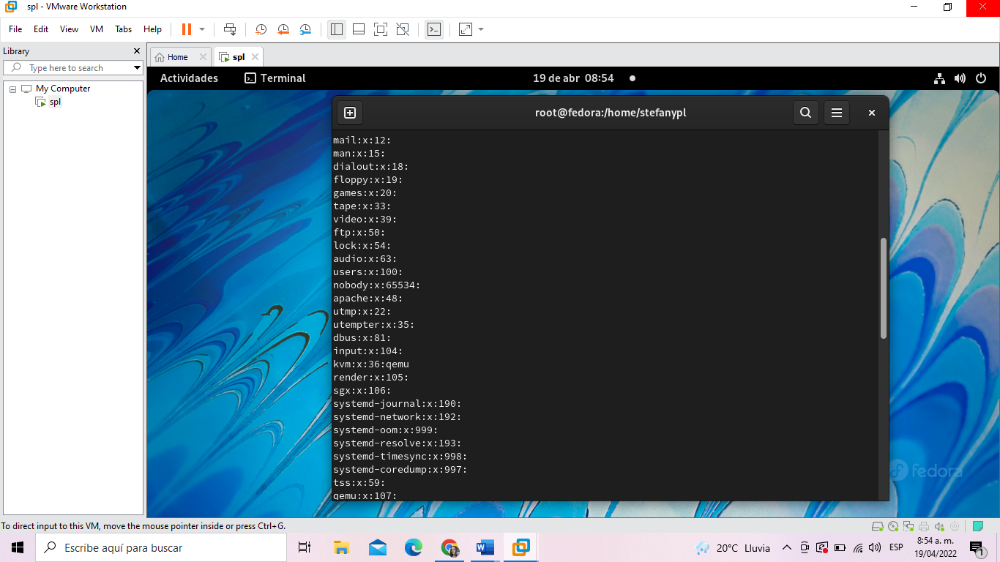 spl - VMware Workstation
File Edit View VM Tabs Help
Library
Type here to search
My Computer
spl
Home
spl
Actividades
Terminal
19 de abr 08:54
root@fedora:/home/stefanypl
mail:x:12:
man:x:15:
dialout:x:18:
floppy:x:19:
games:x:20:
tape:x:33:
video:x:39:
ftp:x:50:
lock:x:54:
audio:x:63:
users:x:100:
nobody:x:65534:
apache:x:48:
utmp:x:22:
utempter:x:35:
dbus:x:81:
input:x:104:
kvm:x:36:qemu
render:x:105:
sgx:x:106:
systemd-journal:x:190:
systemd-network:x:192:
systemd-oom:x:999:
systemd-resolve:x:193:
systemd-timesync:x:998:
systemd-coredump:x:997:
tss:x:59:
qemu:x:107:
fedora
To direct input to this VM, move the mouse pointer inside or press Ctrl+G.
Escribe aquí para buscar
20°C Lluvia
ESP
8:54 a. m.
19/04/2022
1